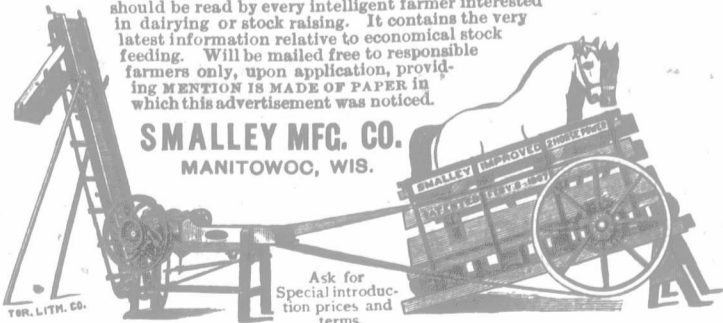 should be read by every intelligent farmer interested
in dairying or stock raising. It contains the very
latest information relative to economical stock
feeding. Will be mailed free to responsible
farmers only, upon application, provid-
ing MENTION IS MADE OF PAPER in
which this advertisement was noticed.
SMALLEY MFG. CO.
MANITOWOC, WIS.
SMALLEY IMPROVED 2 HORSE POWER
Ask for
Special introduc-
tion prices and
terms.
TOR. LITH. CO.